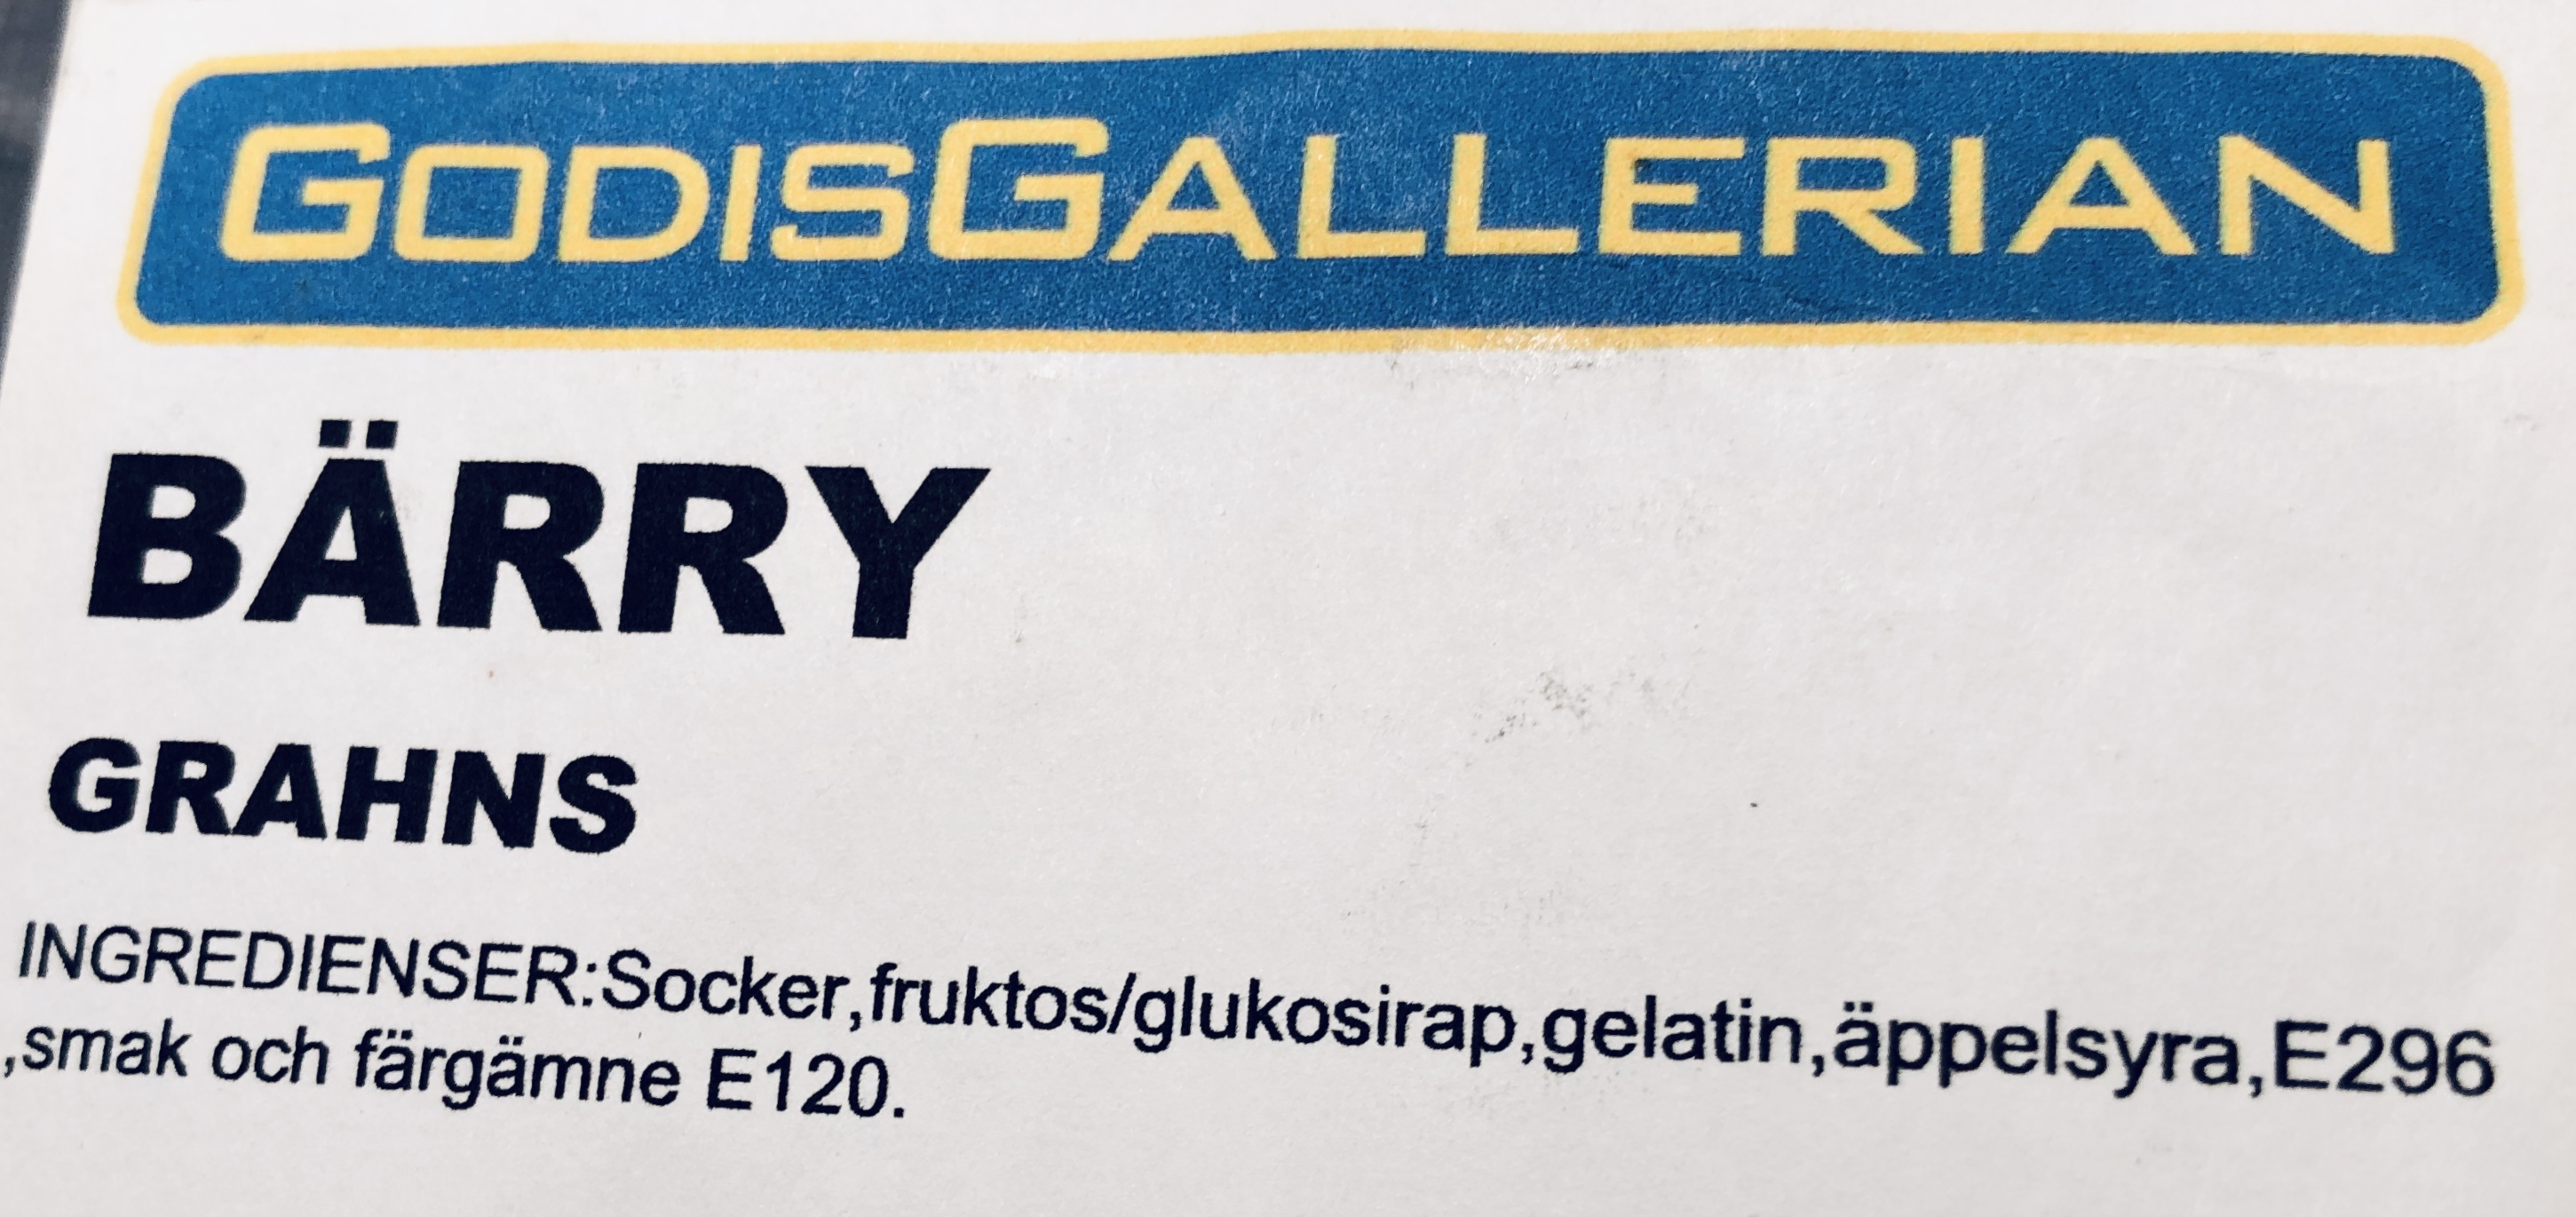 GODISGALLERIAN
BÄRRY
GRAHNS
INGREDIENSER:Socker,fruktos/glukosirap,gelatin,äppelsyra,E296
,smak och färgämne E120.